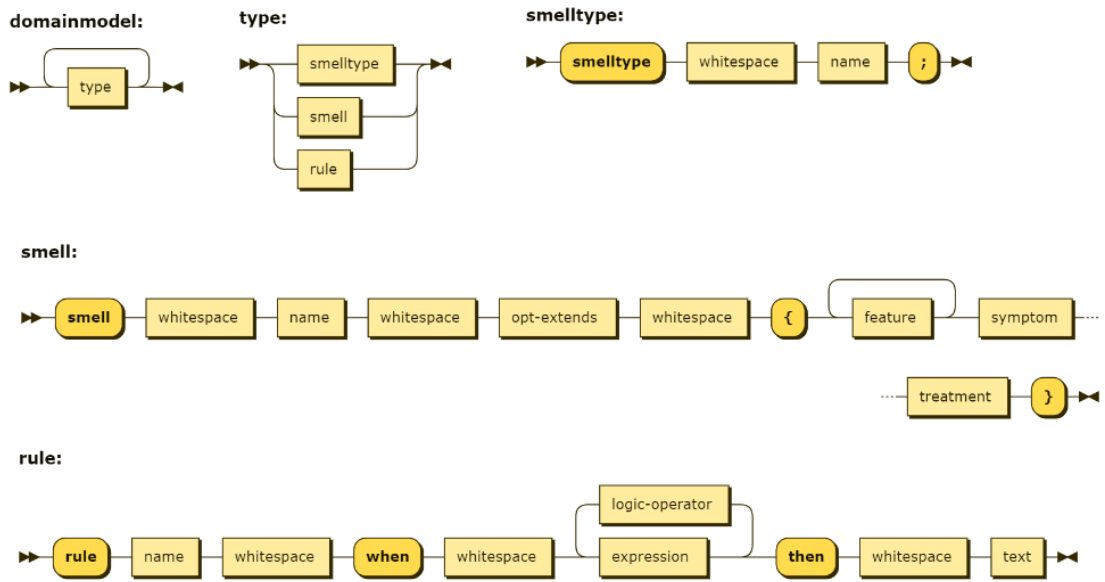 domainmodel:
type
type:
smelltype
smell
rule
smelltype:
smelltype whitespace name ;
smell:
smell whitespace name whitespace opt-extends whitespace { feature symptom
treatment }
rule:
logic-operator
rule name whitespace when whitespace expression then whitespace text